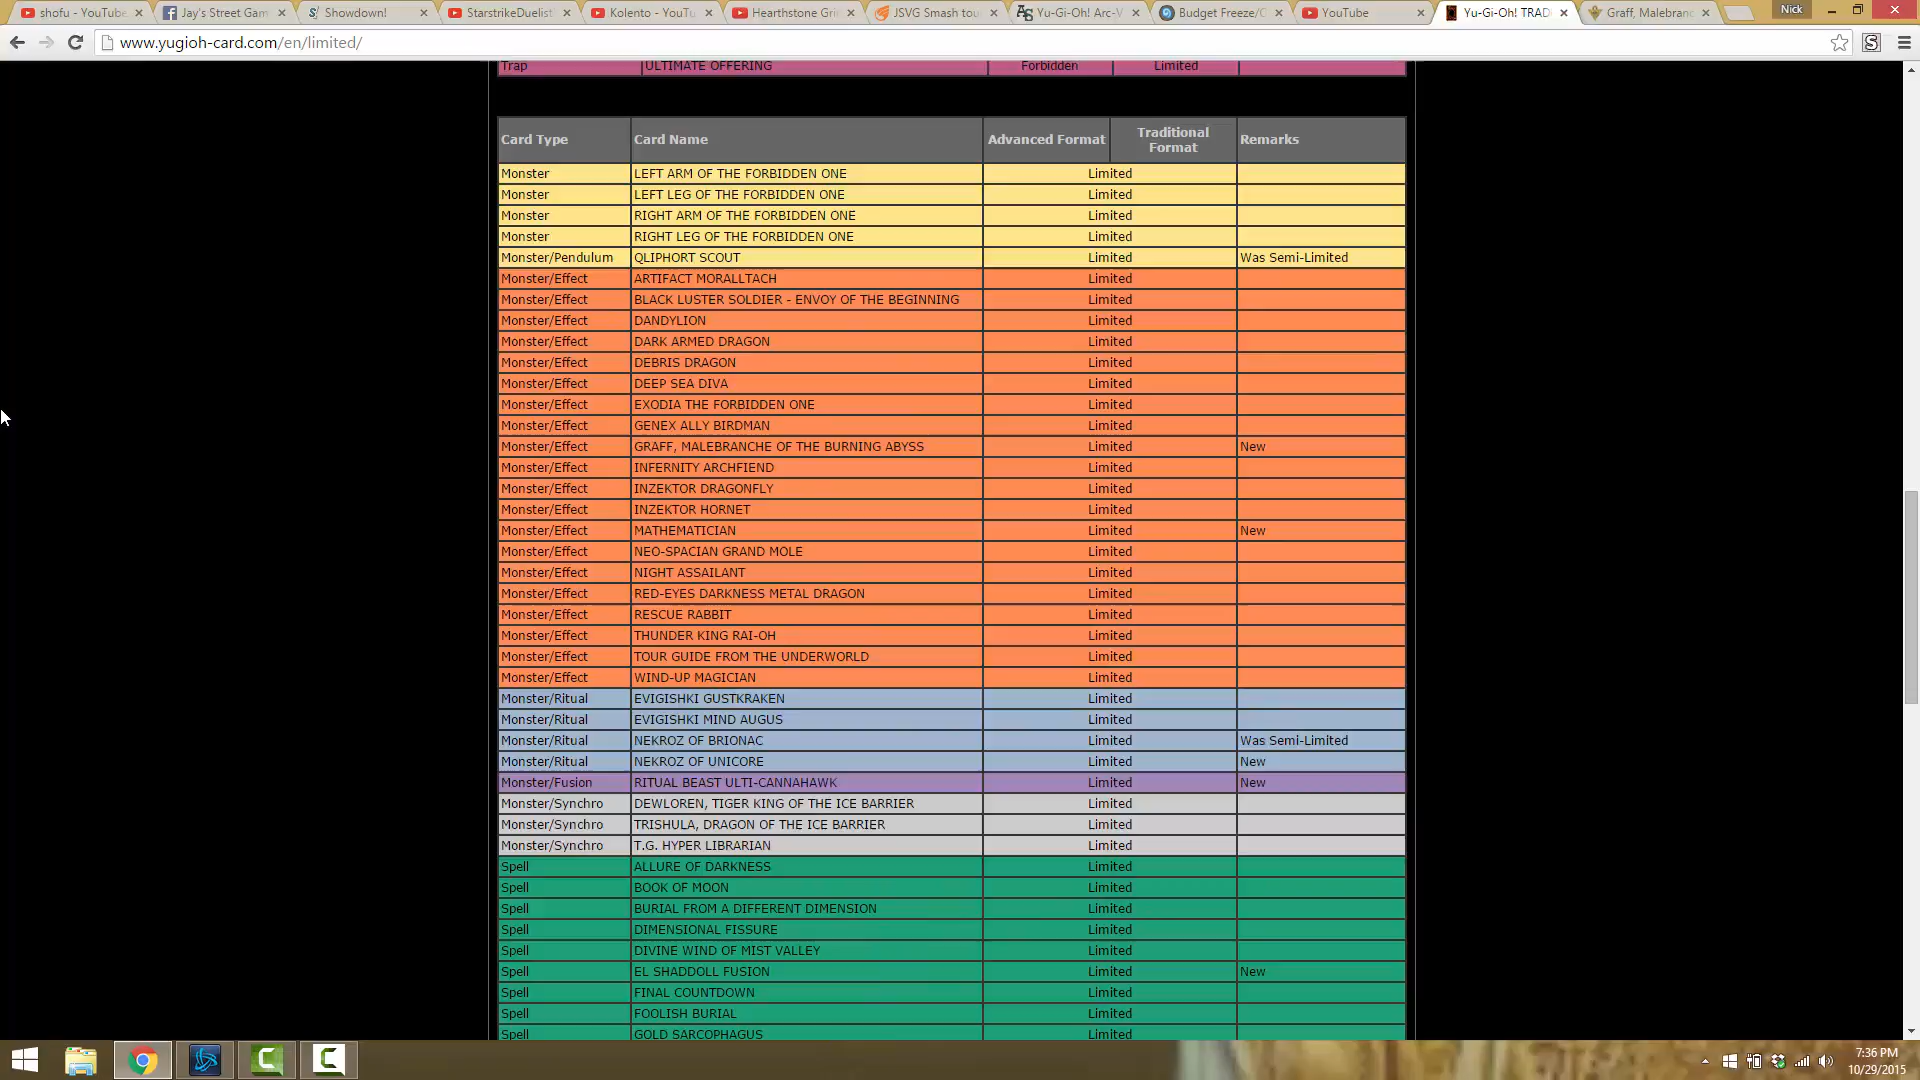 shofu - YouTube
Jay's Street Gam
Showdown!
StarstrikeDuelist
Kolento - YouTu
Hearthstone Gri
JSVG Smash tou
Yu-Gi-Oh! Arc-V
Budget Freeze/
YouTube
Yu-Gi-Oh! TRAD
Graff, Malebranc
Nick
www.yugioh-card.com/en/limited/
Trap ULTIMATE OFFERING Forbidden Limited
Card Type Card Name Advanced Format Traditional Format Remarks
Monster LEFT ARM OF THE FORBIDDEN ONE Limited
Monster LEFT LEG OF THE FORBIDDEN ONE Limited
Monster RIGHT ARM OF THE FORBIDDEN ONE Limited
Monster RIGHT LEG OF THE FORBIDDEN ONE Limited
Monster/Pendulum QLIPHORT SCOUT Limited Was Semi-Limited
Monster/Effect ARTIFACT MORALLTACH Limited
Monster/Effect BLACK LUSTER SOLDIER - ENVOY OF THE BEGINNING Limited
Monster/Effect DANDYLION Limited
Monster/Effect DARK ARMED DRAGON Limited
Monster/Effect DEBRIS DRAGON Limited
Monster/Effect DEEP SEA DIVA Limited
Monster/Effect EXODIA THE FORBIDDEN ONE Limited
Monster/Effect GENEX ALLY BIRDMAN Limited
Monster/Effect GRAFF, MALEBRANCHE OF THE BURNING ABYSS Limited New
Monster/Effect INFERNITY ARCHFIEND Limited
Monster/Effect INZEKTOR DRAGONFLY Limited
Monster/Effect INZEKTOR HORNET Limited
Monster/Effect MATHEMATICIAN Limited New
Monster/Effect NEO-SPACIAN GRAND MOLE Limited
Monster/Effect NIGHT ASSAILANT Limited
Monster/Effect RED-EYES DARKNESS METAL DRAGON Limited
Monster/Effect RESCUE RABBIT Limited
Monster/Effect THUNDER KING RAI-OH Limited
Monster/Effect TOUR GUIDE FROM THE UNDERWORLD Limited
Monster/Effect WIND-UP MAGICIAN Limited
Monster/Ritual EVIGISHKI GUSTKRAKEN Limited
Monster/Ritual EVIGISHKI MIND AUGUS Limited
Monster/Ritual NEKROZ OF BRIONAC Limited Was Semi-Limited
Monster/Ritual NEKROZ OF UNICORE Limited New
Monster/Fusion RITUAL BEAST ULTI-CANNAHAWK Limited New
Monster/Synchro DEWLOREN, TIGER KING OF THE ICE BARRIER Limited
Monster/Synchro TRISHULA, DRAGON OF THE ICE BARRIER Limited
Monster/Synchro T.G. HYPER LIBRARIAN Limited
Spell ALLURE OF DARKNESS Limited
Spell BOOK OF MOON Limited
Spell BURIAL FROM A DIFFERENT DIMENSION Limited
Spell DIMENSIONAL FISSURE Limited
Spell DIVINE WIND OF MIST VALLEY Limited
Spell EL SHADDOLL FUSION Limited New
Spell FINAL COUNTDOWN Limited
Spell FOOLISH BURIAL Limited
Spell GOLD SARCOPHAGUS Limited
7:36 PM
10/29/2015